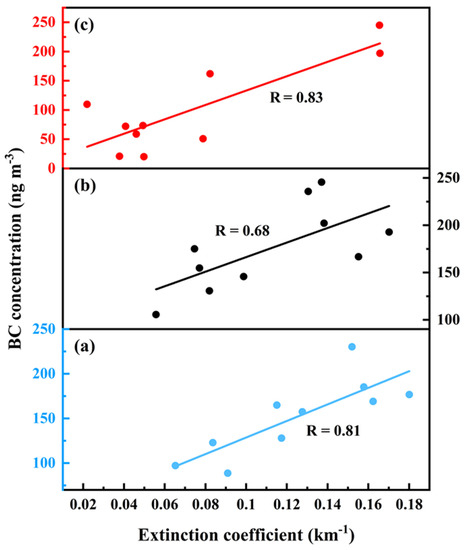 250
(c)
200
150
100
R = 0.83
50
0
(b)
250
R = 0.68
200
150
100
BC concentration (ng m-3)
250
(a)
200
150
R = 0.81
100
0.02 0.04 0.06 0.08 0.10 0.12 0.14 0.16 0.18
Extinction coefficient (km-1)